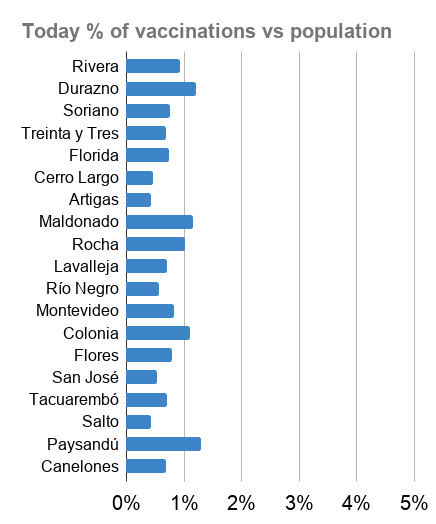 Today % of vaccinations vs population
Rivera
Durazno
Soriano
Treinta y Tres
Florida
Cerro Largo
Artigas
Maldonado
Rocha
Lavalleja
Río Negro
Montevideo
Colonia
Flores
San José
Tacuarembó
Salto
Paysandú
Canelones
0% 1% 2% 3% 4% 5%